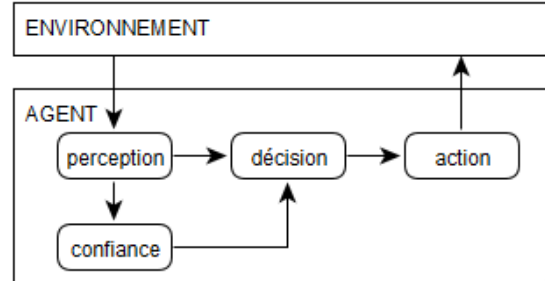 ENVIRONNEMENT
AGENT
perception
décision
action
confiance